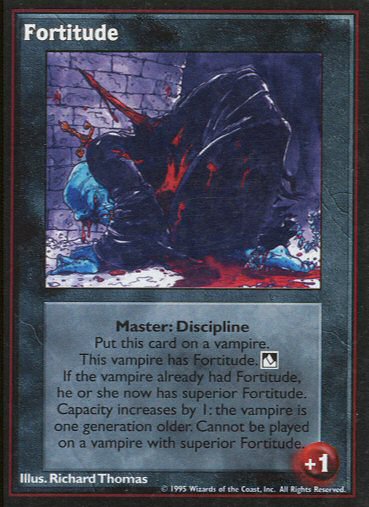 Fortitude
Master: Discipline
Put this card on a vampire.
This vampire has Fortitude.
If the vampire already had Fortitude,
he or she now has superior Fortitude.
Capacity increases by 1: the vampire is
one generation older. Cannot be played
on a vampire with superior Fortitude.
+1
Illus. Richard Thomas
© 1995 Wizards of the Coast, Inc. All Rights Reserved.